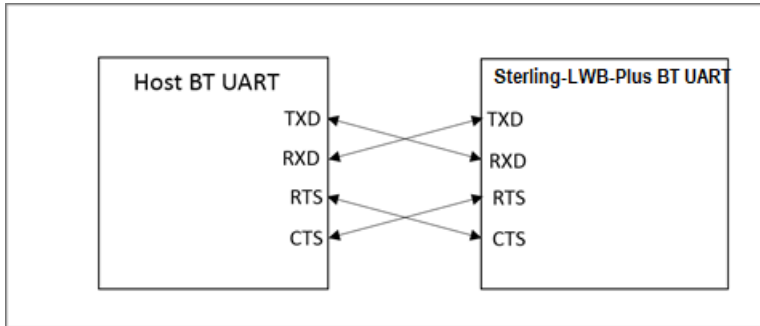 Host BT UART
TXD
RXD
RTS
CTS
Sterling-LWB-Plus BT UART
TXD
RXD
RTS
CTS